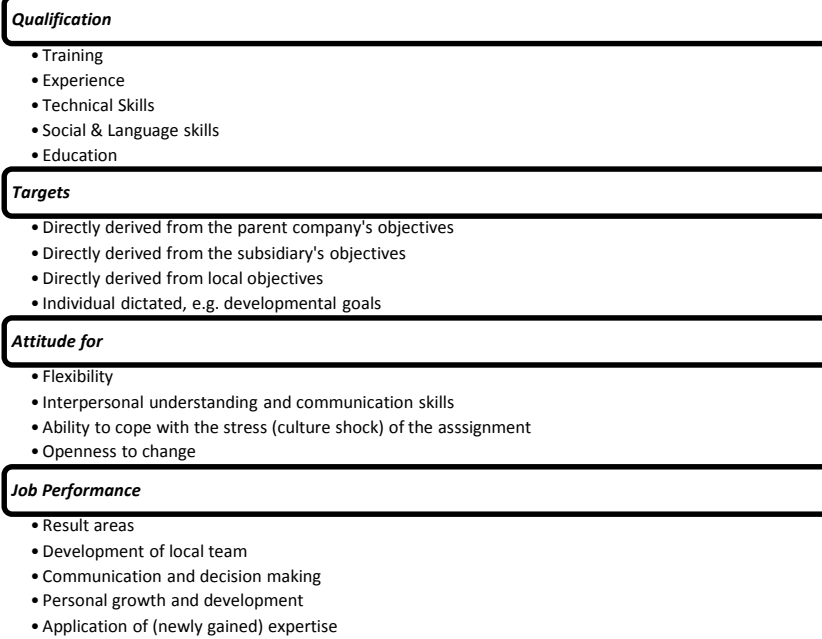 Qualification
• Training
• Experience
• Technical Skills
• Social & Language skills
• Education
Targets
• Directly derived from the parent company's objectives
• Directly derived from the subsidiary's objectives
• Directly derived from local objectives
• Individual dictated, e.g. developmental goals
Attitude for
• Flexibility
• Interpersonal understanding and communication skills
• Ability to cope with the stress (culture shock) of the asssignment
• Openness to change
Job Performance
• Result areas
• Development of local team
• Communication and decision making
• Personal growth and development
• Application of (newly gained) expertise